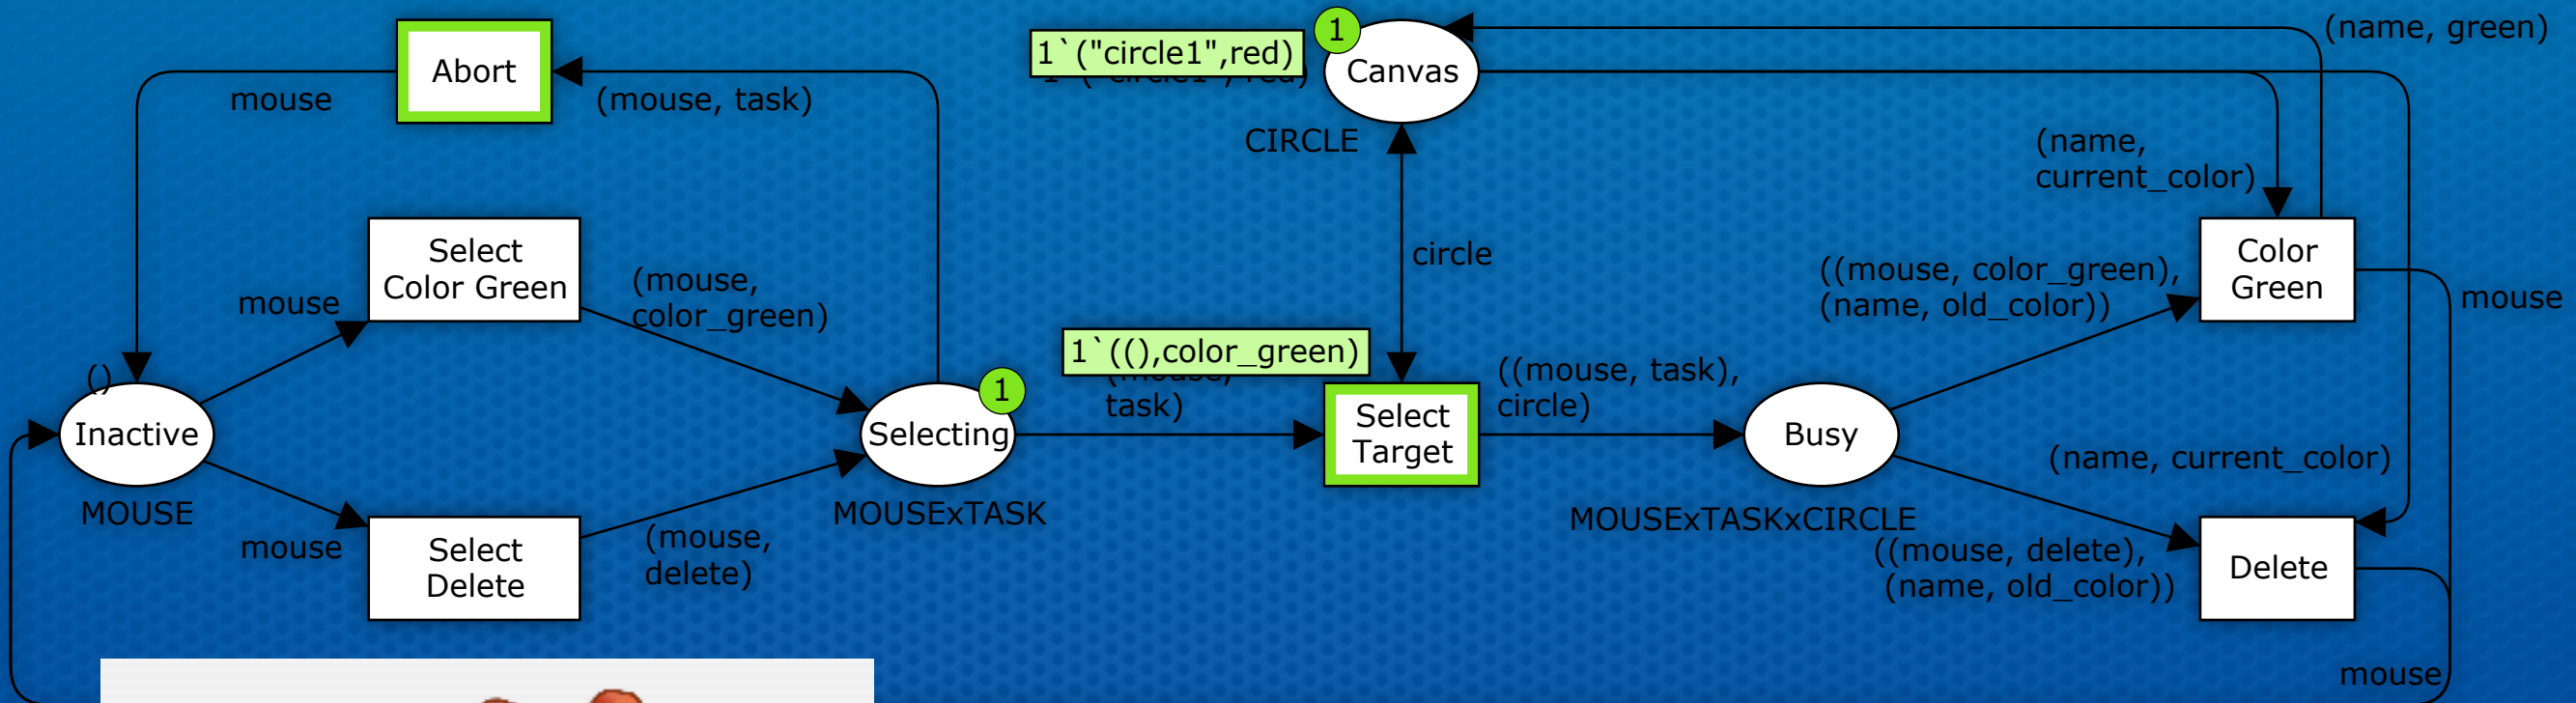 (name, green)
1
1`("circle1",red)
Canvas
Abort
mouse
(mouse, task)
CIRCLE
(name,
current_color)
Select
Color Green
mouse
(mouse,
color_green)
circle
((mouse, color_green),
(name, old_color))
Color
Green
mouse
()
Inactive
MOUSE
1
Selecting
MOUSExTASK
1`((),color_green)
(mouse,
task)
Select
Target
((mouse, task),
circle)
Busy
MOUSExTASKxCIRCLE
(name, current_color)
mouse
Select
Delete
(mouse,
delete)
((mouse, delete),
(name, old_color))
Delete
mouse